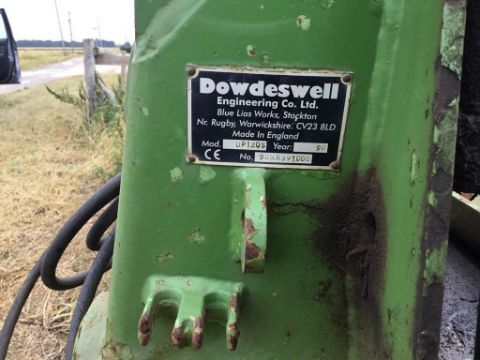 Dowdeswell
Engineering Co. Ltd.
Blue Lias Works, Stockton
Nr. Rugby, Warwickshire. CV23 8LD
Made in England
Mod. Year
CE No.